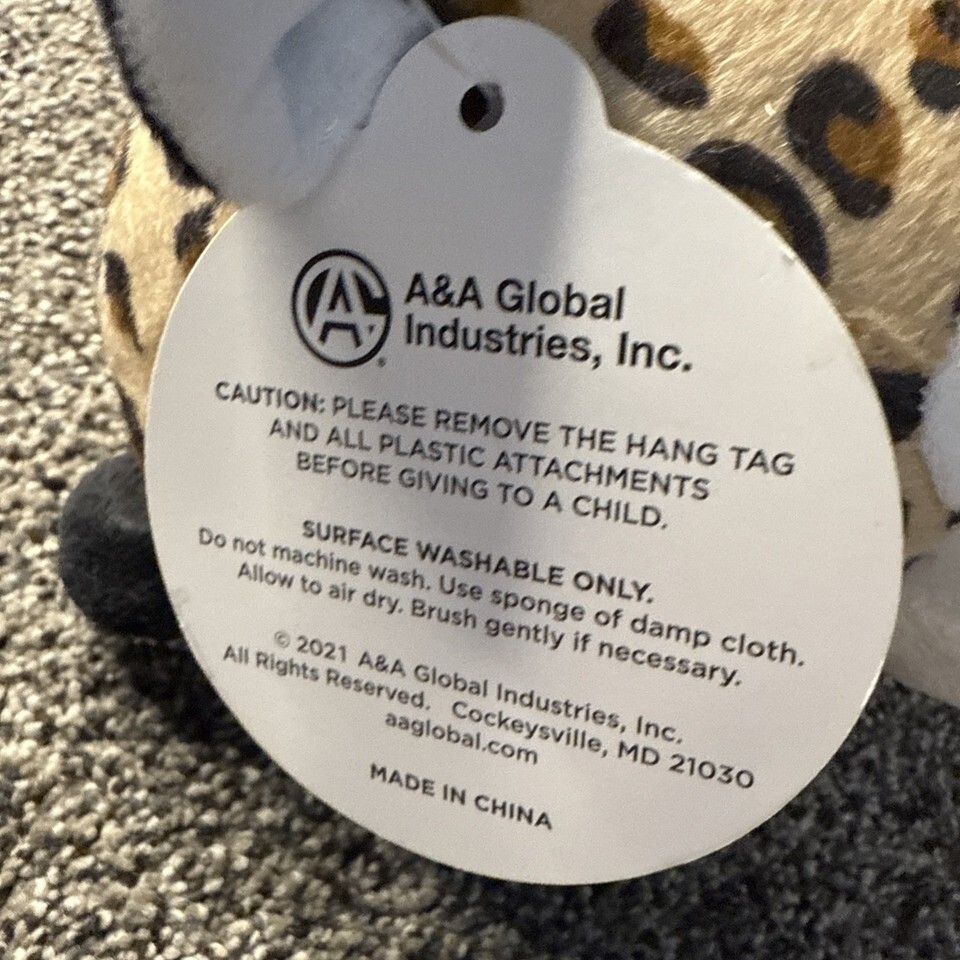 A&A Global
Industries, Inc.
CAUTION: PLEASE REMOVE THE HANG TAG
AND ALL PLASTIC ATTACHMENTS
BEFORE GIVING TO A CHILD.
SURFACE WASHABLE ONLY.
Do not machine wash. Use sponge of damp cloth.
Allow to air dry. Brush gently if necessary.
© 2021 A&A Global Industries, Inc.
All Rights Reserved. Cockeysville, MD 21030
aaglobal.com
MADE IN CHINA